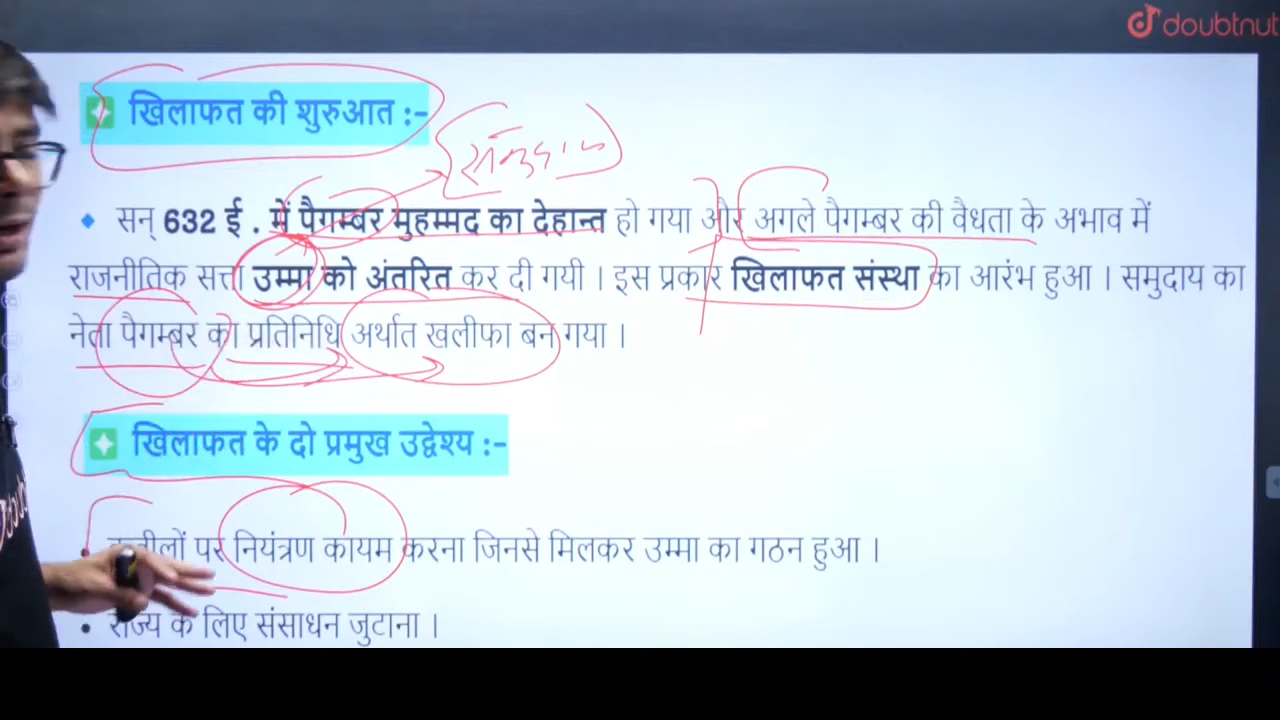 doubtnut
खिलाफत की शुरुआत :-
सन् 632 ई . में पैगम्बर मुहम्मद का देहान्त हो गया और अगले पैगम्बर की वैधता के अभाव में
राजनीतिक सत्ता उम्मा को अंतरित कर दी गयी । इस प्रकार खिलाफत संस्था का आरंभ हुआ । समुदाय का
नेता पैगम्बर का प्रतिनिधि अर्थात खलीफा बन गया ।
खिलाफत के दो प्रमुख उद्वेश्य :-
पर नियंत्रण कायम करना जिनसे मिलकर उम्मा का गठन हुआ ।
राज्य के लिए संसाधन जुटाना ।